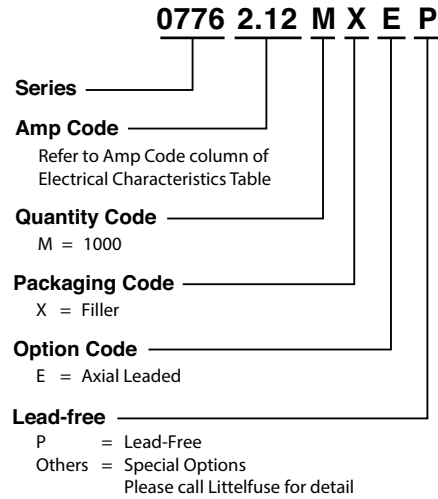 0776 2.12 M X E P
Series
Amp Code
Refer to Amp Code column of
Electrical Characteristics Table
Quantity Code
M = 1000
Packaging Code
X = Filler
Option Code
E = Axial Leaded
Lead-free
P = Lead-Free
Others = Special Options
Please call Littelfuse for detail